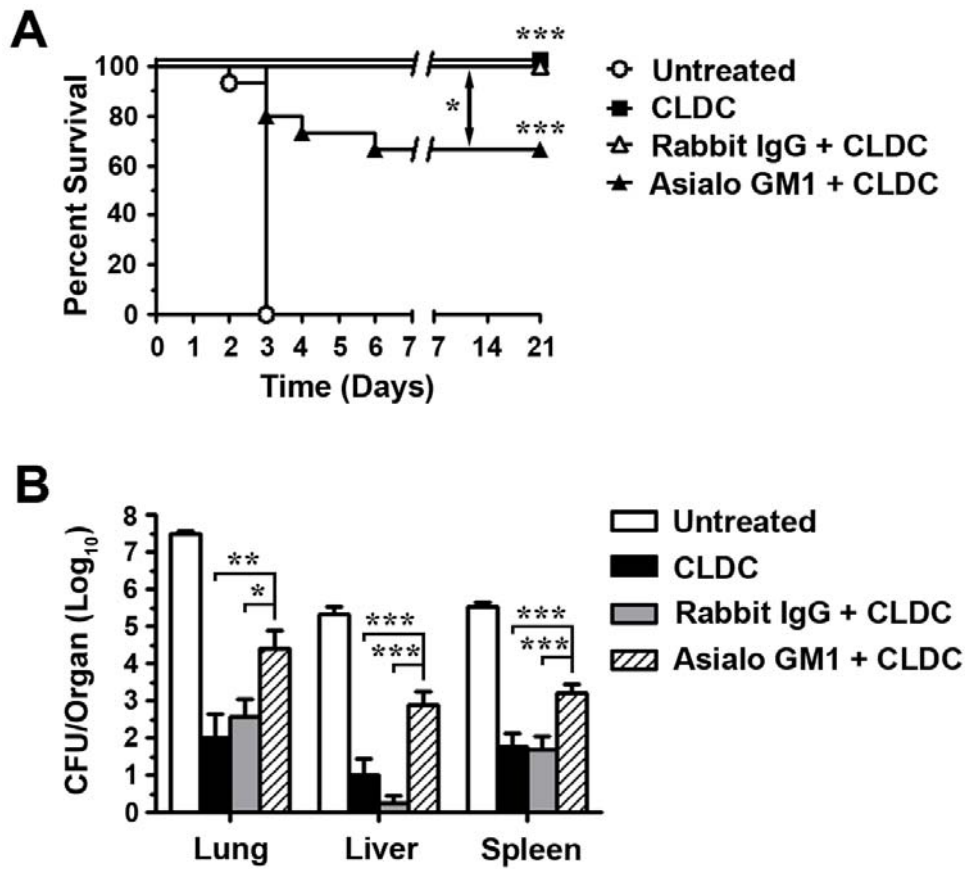 A
Percent Survival
100
80
60
40
20
0
0 1 2 3 4 5 6 7 7 14 21
Time (Days)
***
*
***
Untreated
CLDC
Rabbit IgG + CLDC
Asialo GM1 + CLDC
B
CFU/Organ (Log10)
8
7
6
5
4
3
2
1
0
**
*
***
***
***
***
Lung Liver Spleen
Untreated
CLDC
Rabbit IgG + CLDC
Asialo GM1 + CLDC